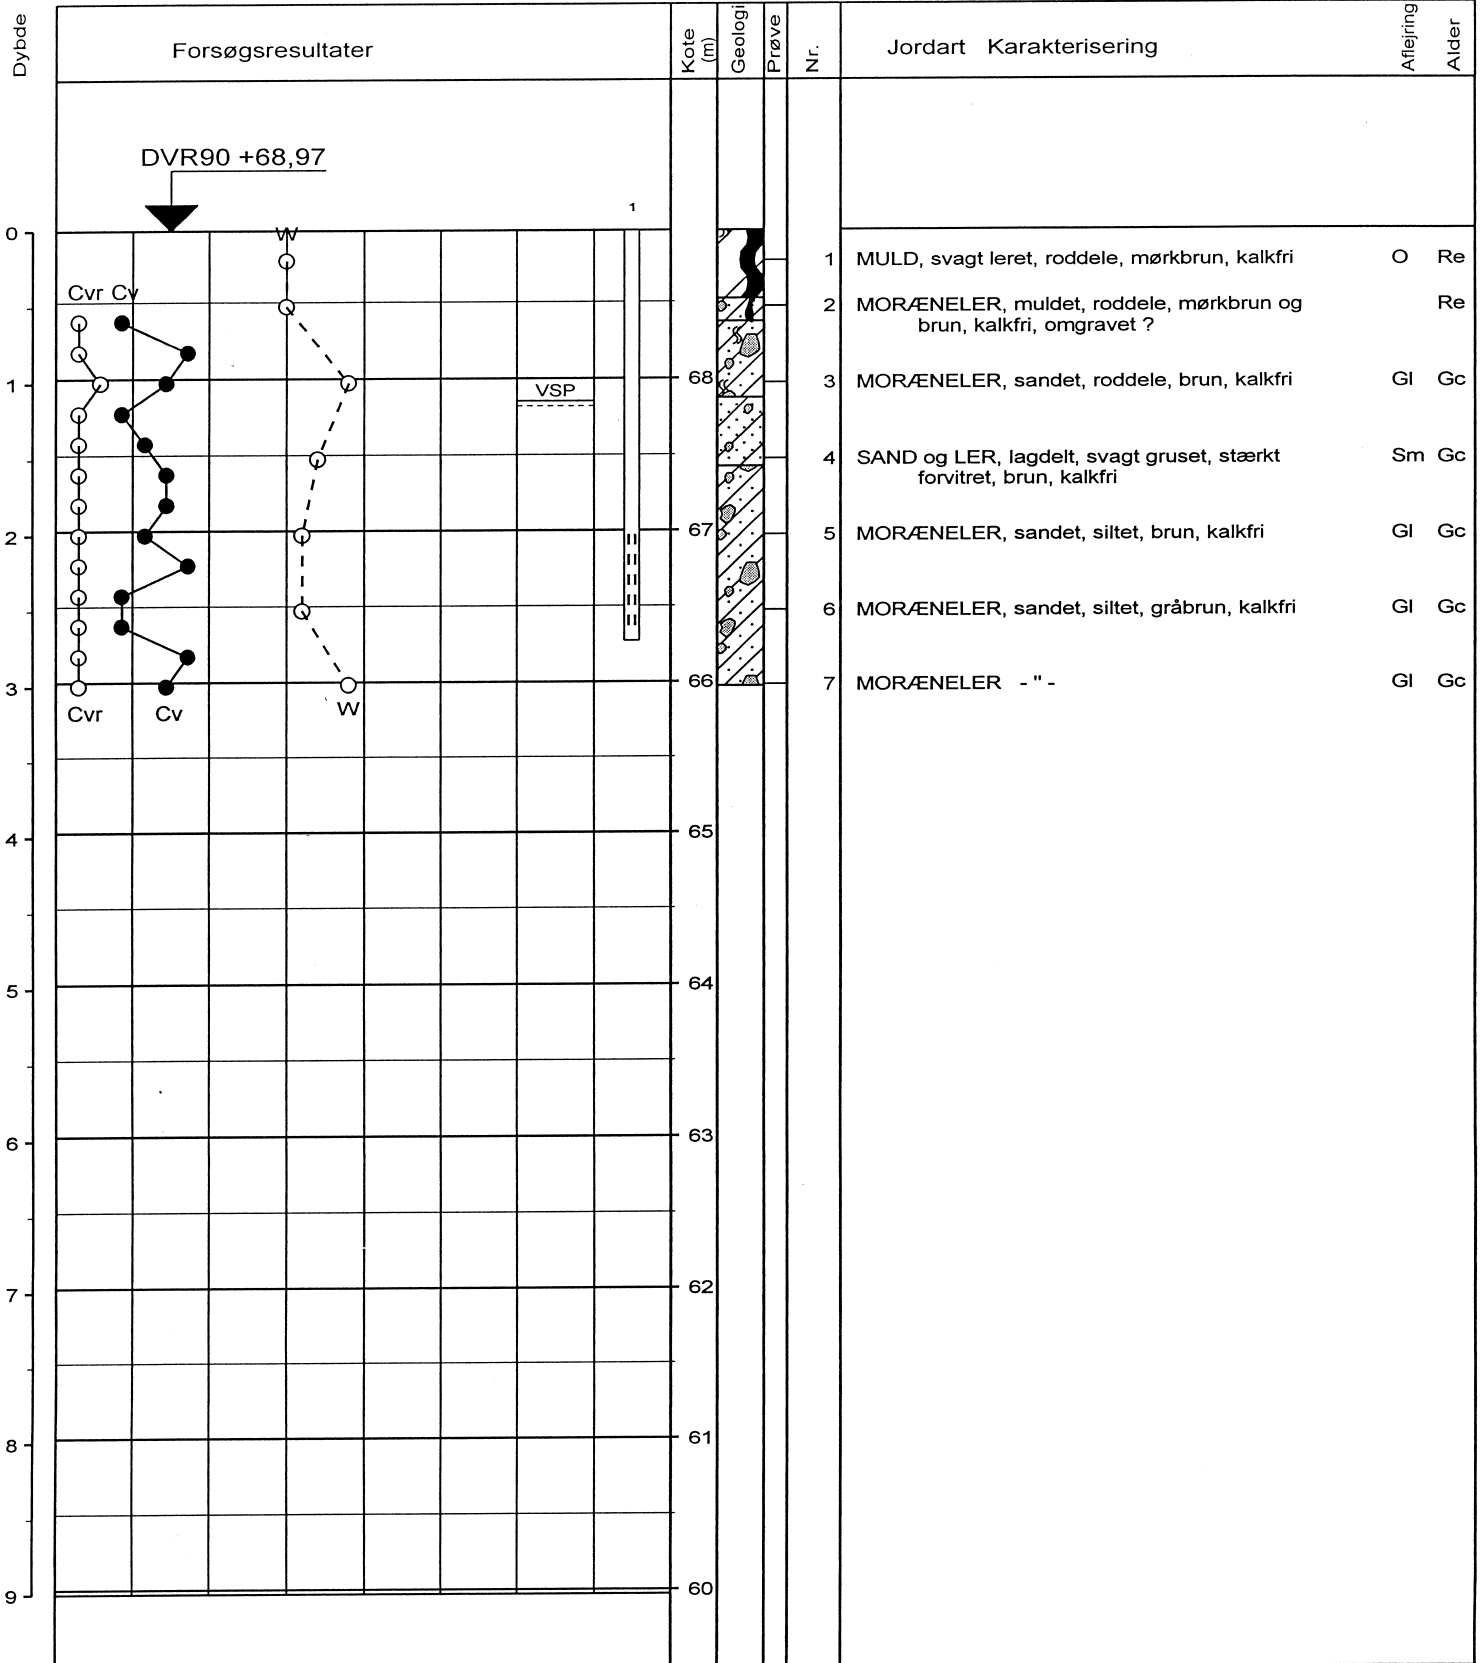 Dybde
Forsøgsresultater
Kote (m)
Geologi
Prøve
Nr.
Jordart Karakterisering
Aflejring
Alder
DVR90 +68,97
1
W
0
1 MULD, svagt leret, roddele, mørkbrun, kalkfri O Re
Cvr Cv
2 MORÆNELER, muldet, roddele, mørkbrun og Re
brun, kalkfri, omgravet ?
1
VSP
68
3 MORÆNELER, sandet, roddele, brun, kalkfri Gl Gc
4 SAND og LER, lagdelt, svagt gruset, stærkt Sm Gc
forvitret, brun, kalkfri
2
67
5 MORÆNELER, sandet, siltet, brun, kalkfri Gl Gc
6 MORÆNELER, sandet, siltet, gråbrun, kalkfri Gl Gc
3
66
7 MORÆNELER - " - Gl Gc
Cvr Cv W
4
65
5
64
6
63
7
62
8
61
9
60